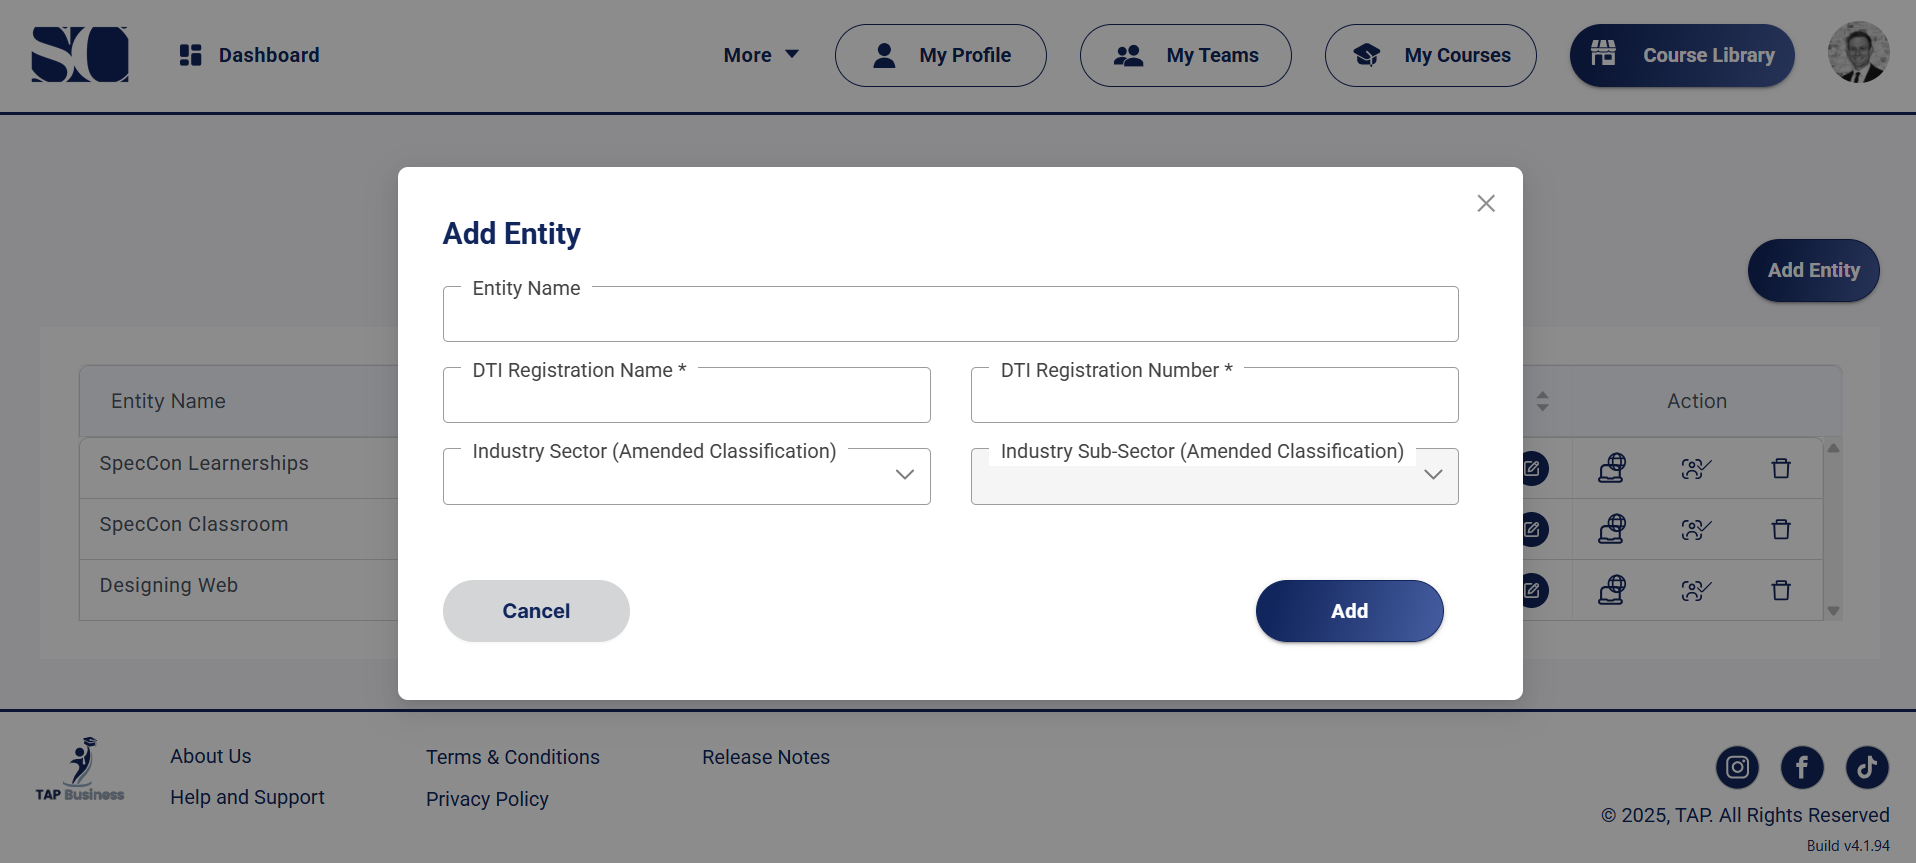 SO
Dashboard
More
My Profile
My Teams
My Courses
Course Library
Add Entity
Entity Name
DTI Registration Name *
DTI Registration Number *
Industry Sector (Amended Classification)
Industry Sub-Sector (Amended Classification)
Cancel
Add
Add Entity
Entity Name
Action
SpecCon Learnerships
SpecCon Classroom
Designing Web
TAP Business
About Us
Help and Support
Terms & Conditions
Privacy Policy
Release Notes
© 2025, TAP. All Rights Reserved
Build v4.1.94